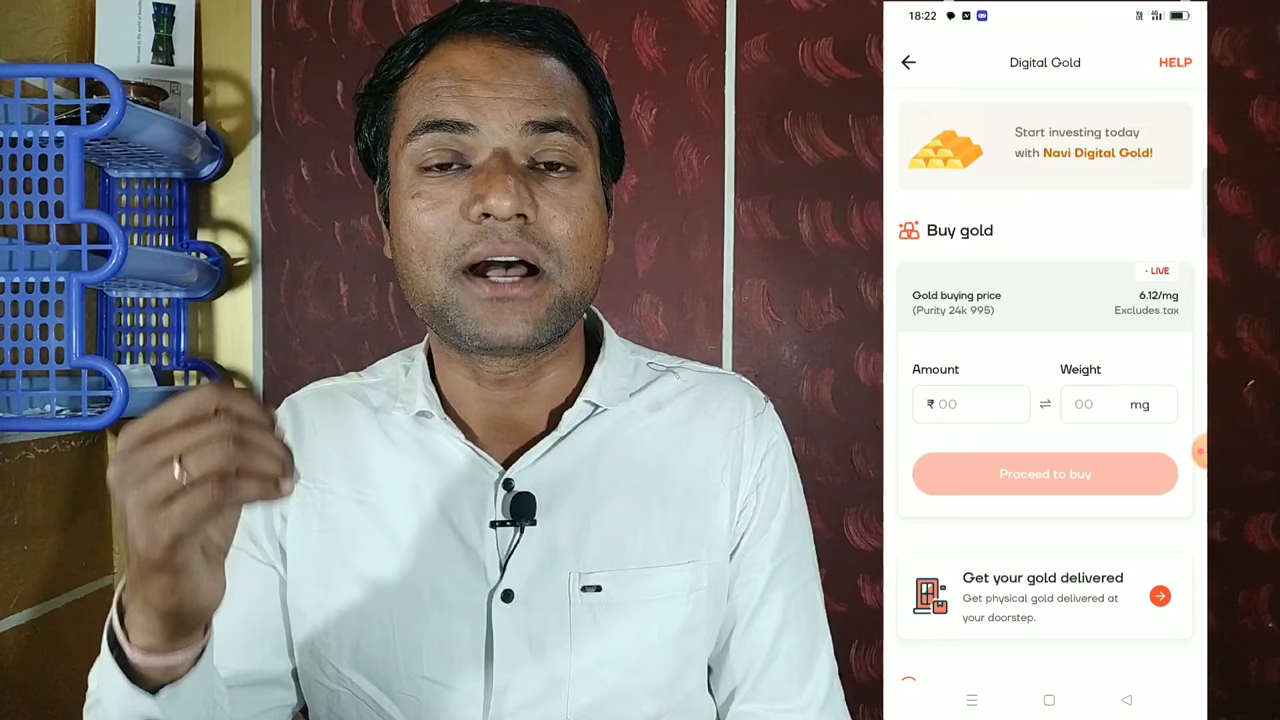 18:22
Digital Gold
HELP
Start investing today
with Navi Digital Gold!
Buy gold
• LIVE
Gold buying price
6.12/mg
(Purity 24k 995)
Excludes tax
Amount
Weight
₹ 00
00
mg
Proceed to buy
Get your gold delivered
Get physical gold delivered at
your doorstep.